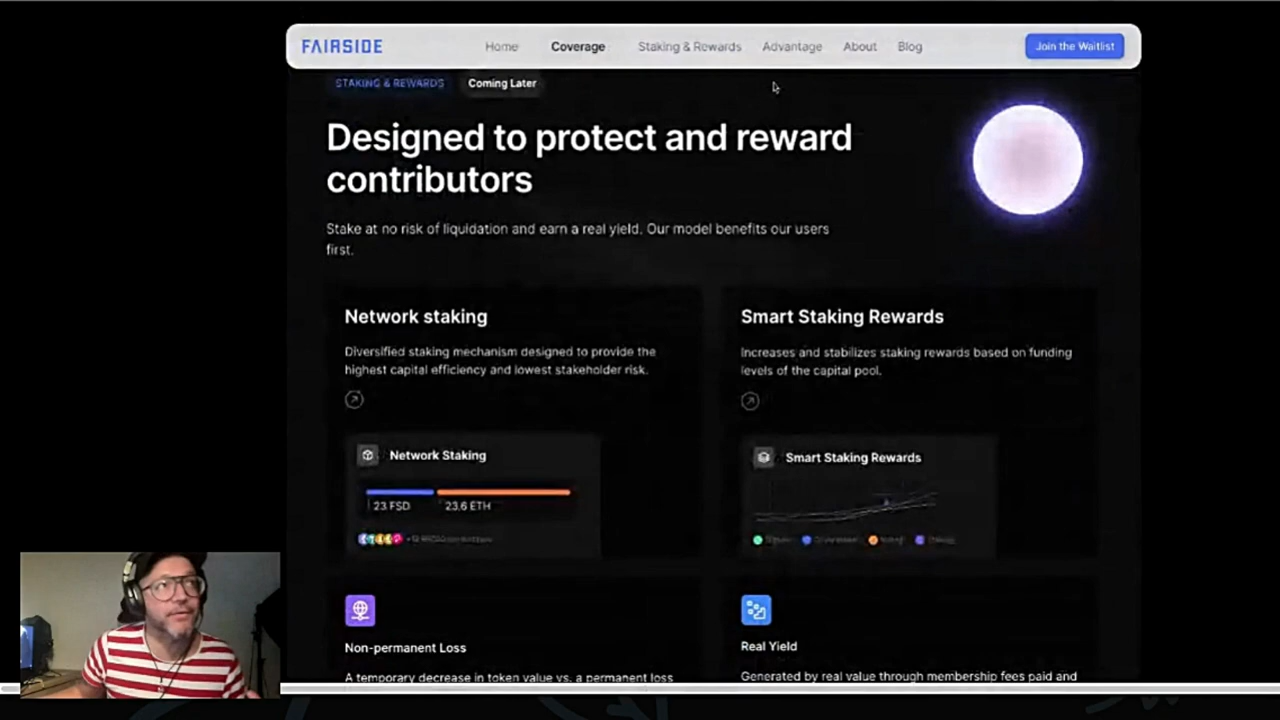 FAIRSIDE
Home Coverage Staking & Rewards Advantage About Blog
Join the Waitlist
STAKING & REWARDS Coming Later
Designed to protect and reward
contributors
Stake at no risk of liquidation and earn a real yield. Our model benefits our users
first.
Network staking
Diversified staking mechanism designed to provide the
highest capital efficiency and lowest stakeholder risk.
Network Staking
23 FSD 23.6 ETH
Smart Staking Rewards
Increases and stabilizes staking rewards based on funding
levels of the capital pool.
Smart Staking Rewards
Non-permanent Loss
A temporary decrease in token value vs. a permanent loss
Real Yield
Generated by real value through membership fees paid and